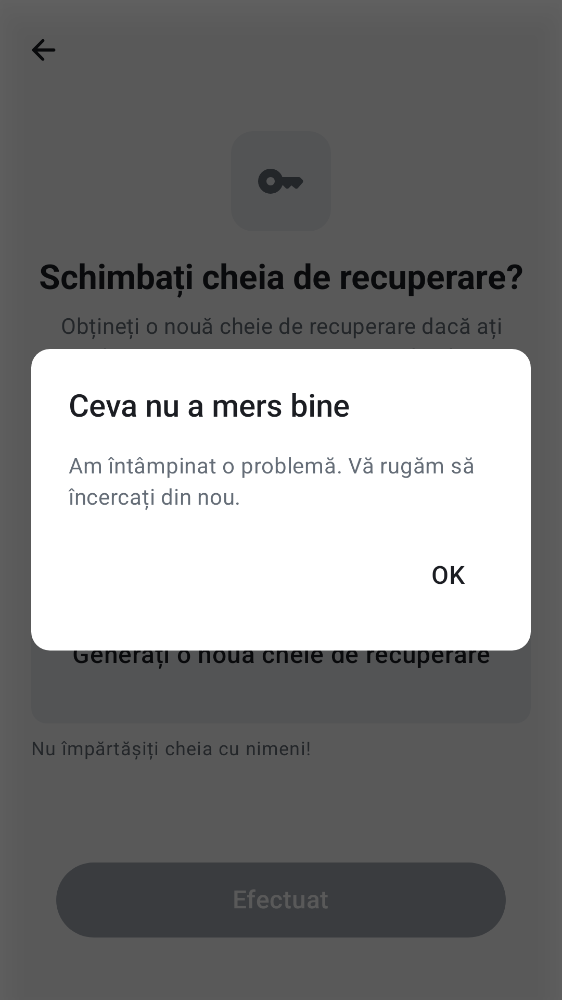 Schimbați cheia de recuperare?
Obțineți o nouă cheie de recuperare dacă ați
Ceva nu a mers bine
Am întâmpinat o problemă. Vă rugăm să
încercați din nou.
OK
Generați o nouă cheie de recuperare
Nu împărtășiți cheia cu nimeni!
Efectuat